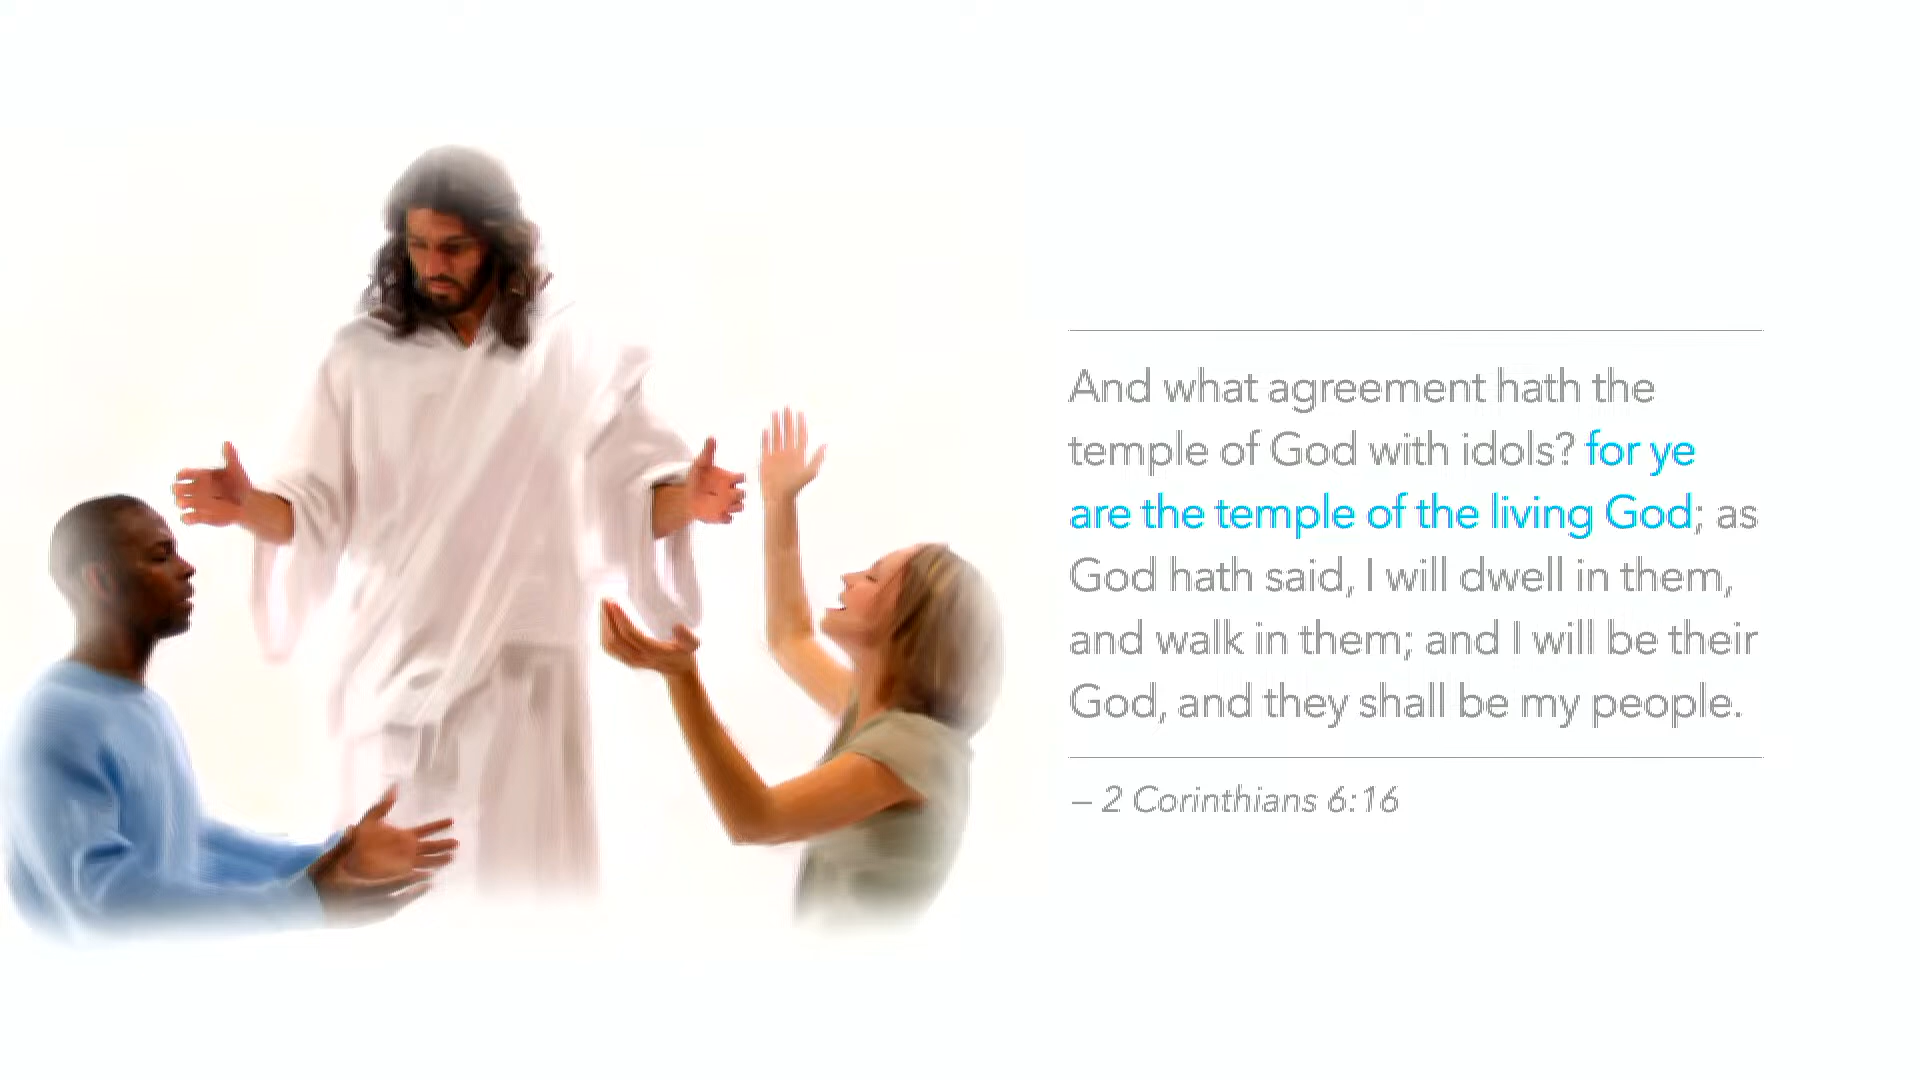 And what agreement hath the
temple of God with idols? for ye
are the temple of the living God; as
God hath said, I will dwell in them,
and walk in them; and I will be their
God, and they shall be my people.
– 2 Corinthians 6:16